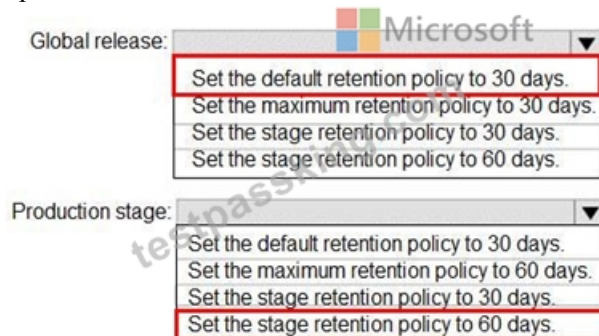 Microsoft
Global release:
Set the default retention policy to 30 days.
Set the maximum retention policy to 30 days.
Set the stage retention policy to 30 days.
Set the stage retention policy to 60 days.
testpassking.com
Production stage:
Set the default retention policy to 30 days.
Set the maximum retention policy to 60 days.
Set the stage retention policy to 30 days.
Set the stage retention policy to 60 days.